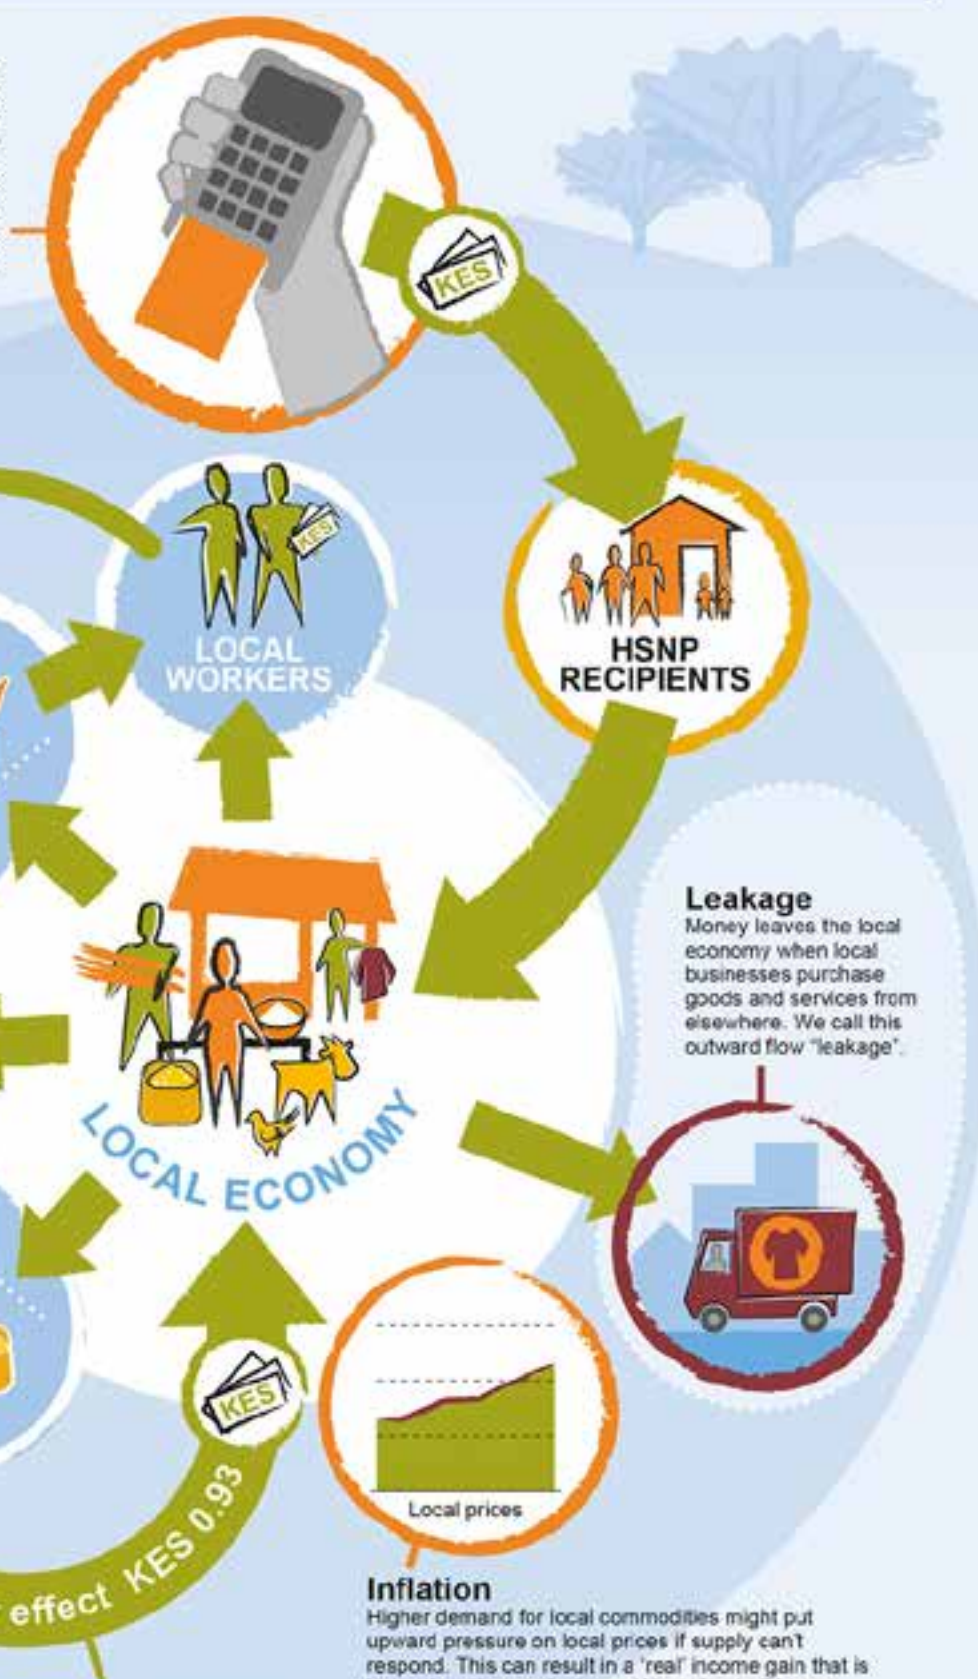 KES
KES
LOCAL
WORKERS
HSNP
RECIPIENTS
Leakage
Money leaves the local
economy when local
businesses purchase
goods and services from
elsewhere. We call this
outward flow "leakage".
LOCAL ECONOMY
KES
effect KES 0.93
Local prices
Inflation
Higher demand for local commodities might put
upward pressure on local prices if supply can't
respond. This can result in a 'real' income gain that is